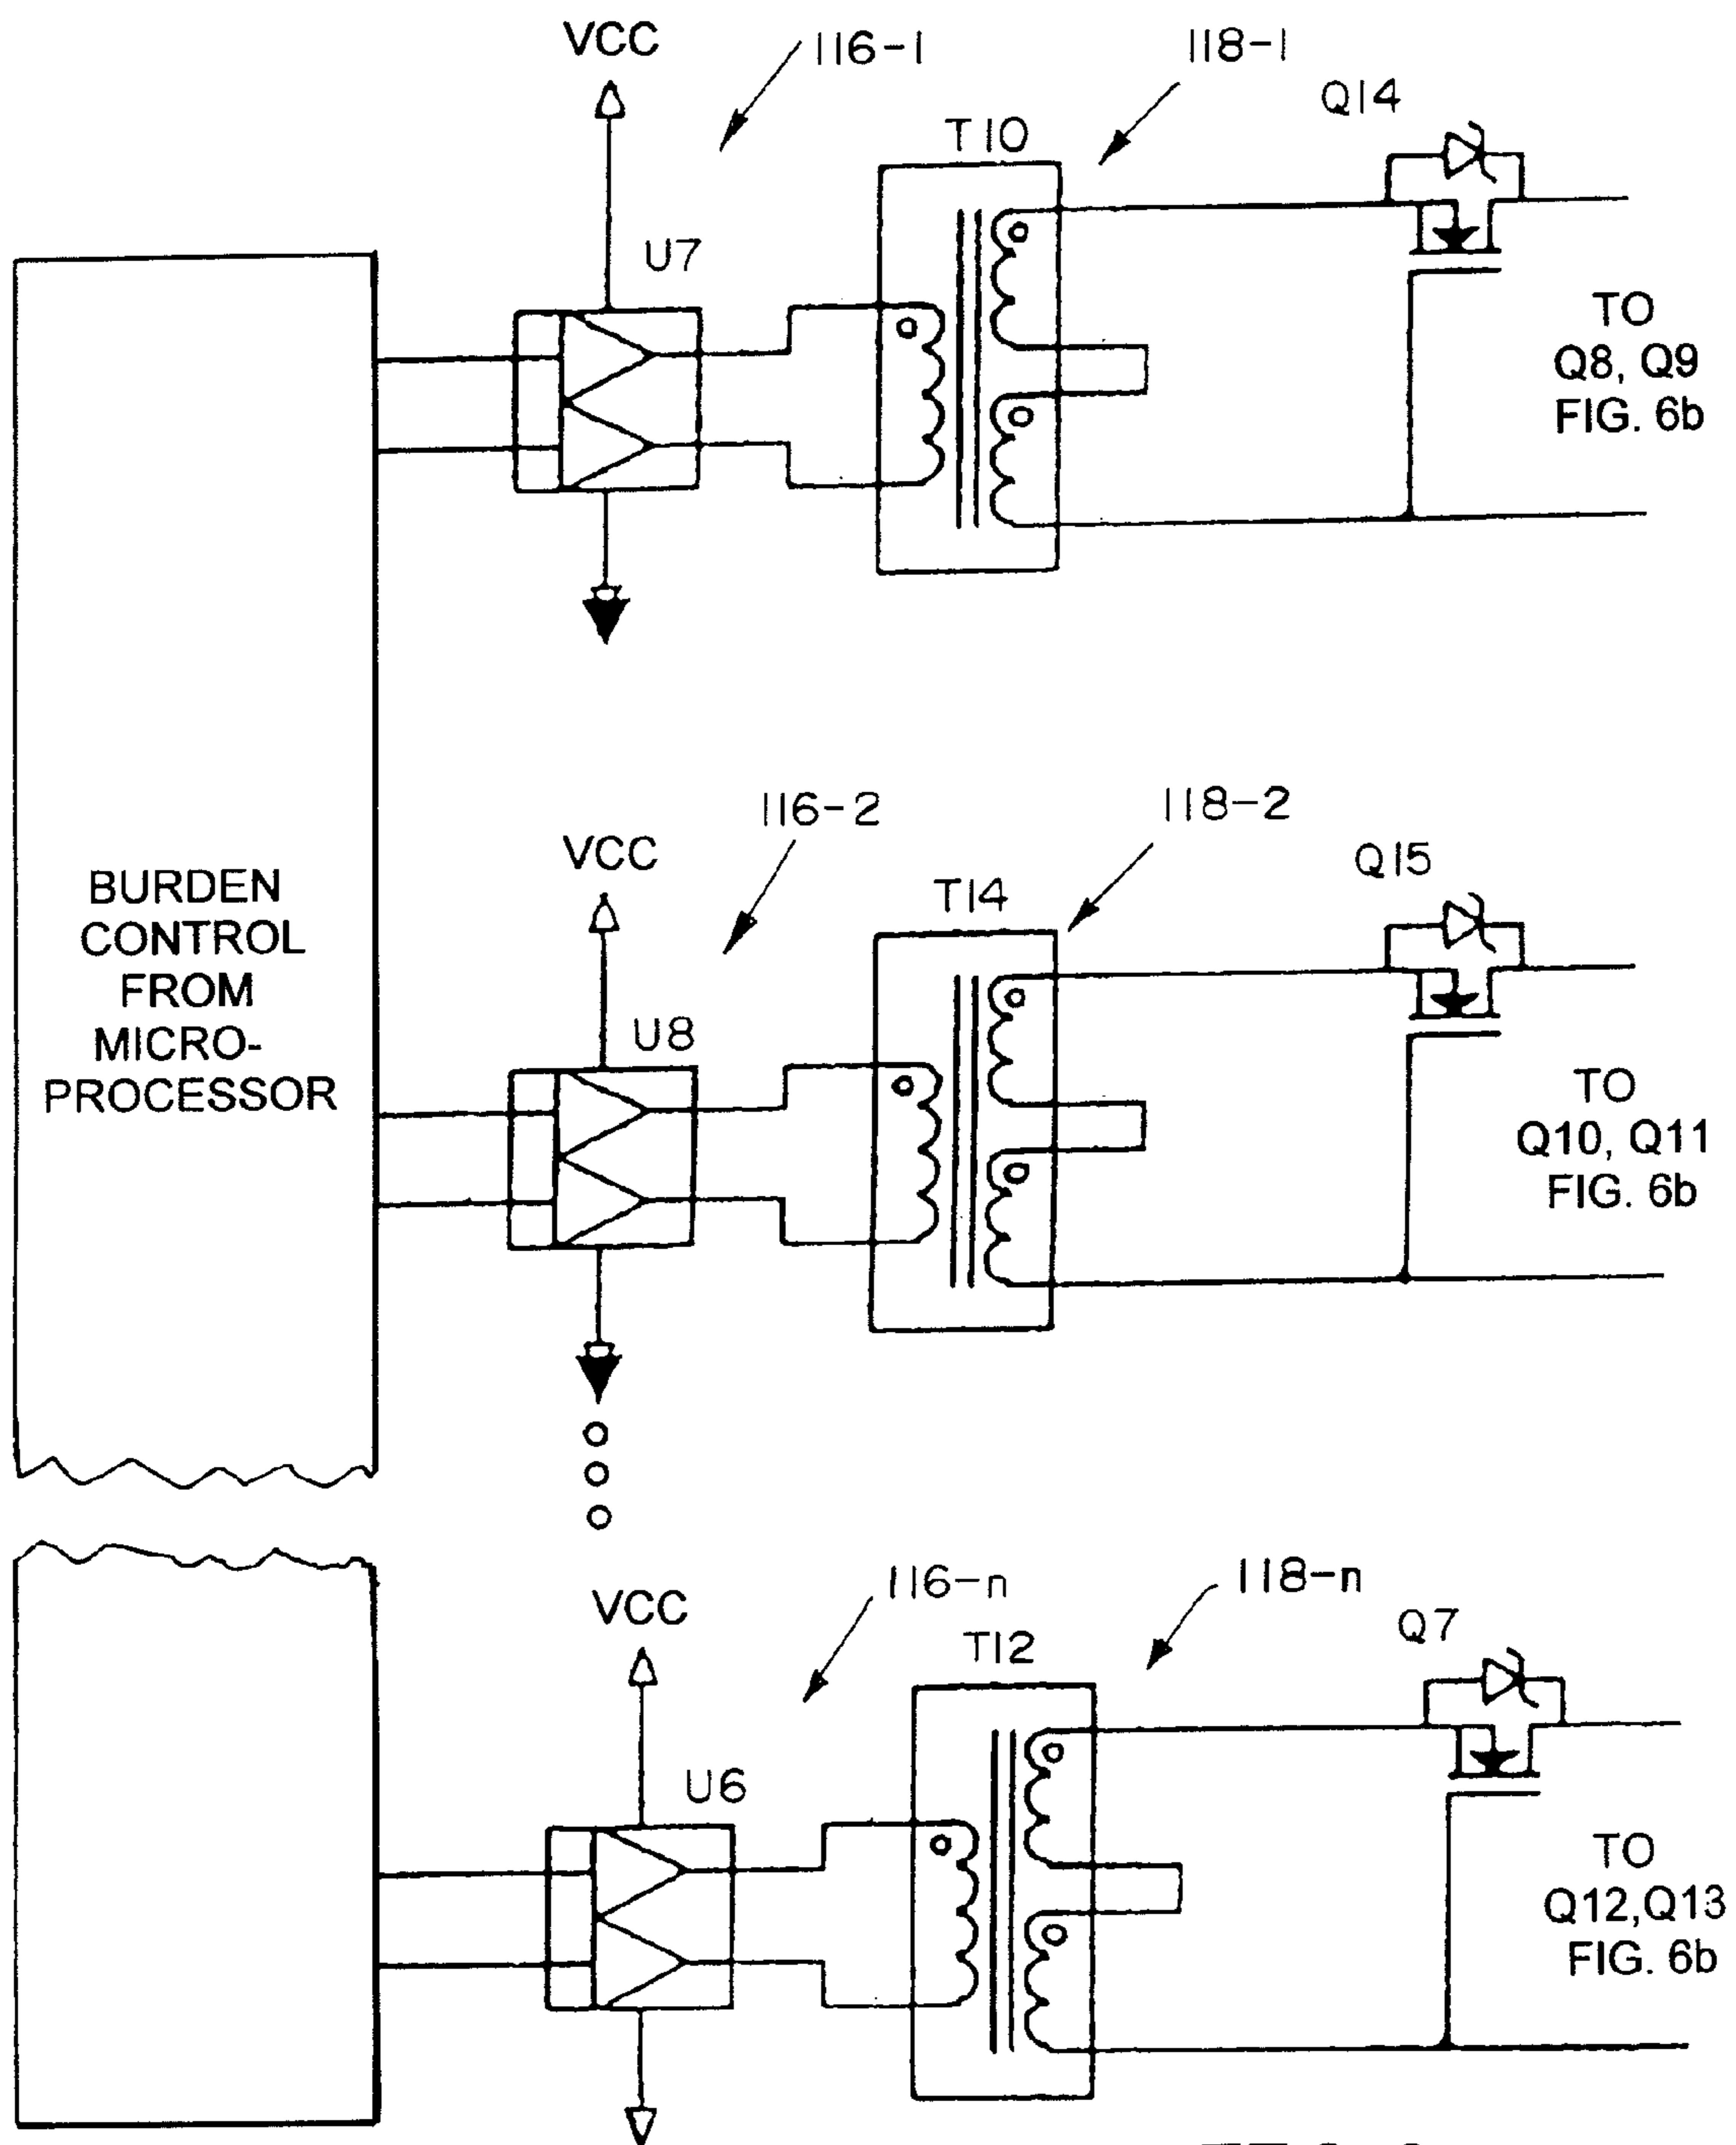 VCC
116-1
118-1
Q14
T10
U7
TO
Q8, Q9
FIG. 6b
116-2
118-2
VCC
Q15
T14
BURDEN
CONTROL
FROM
MICRO-
PROCESSOR
U8
TO
Q10, Q11
FIG. 6b
116-n
118-n
VCC
Q7
T12
U6
TO
Q12,Q13
FIG. 6b